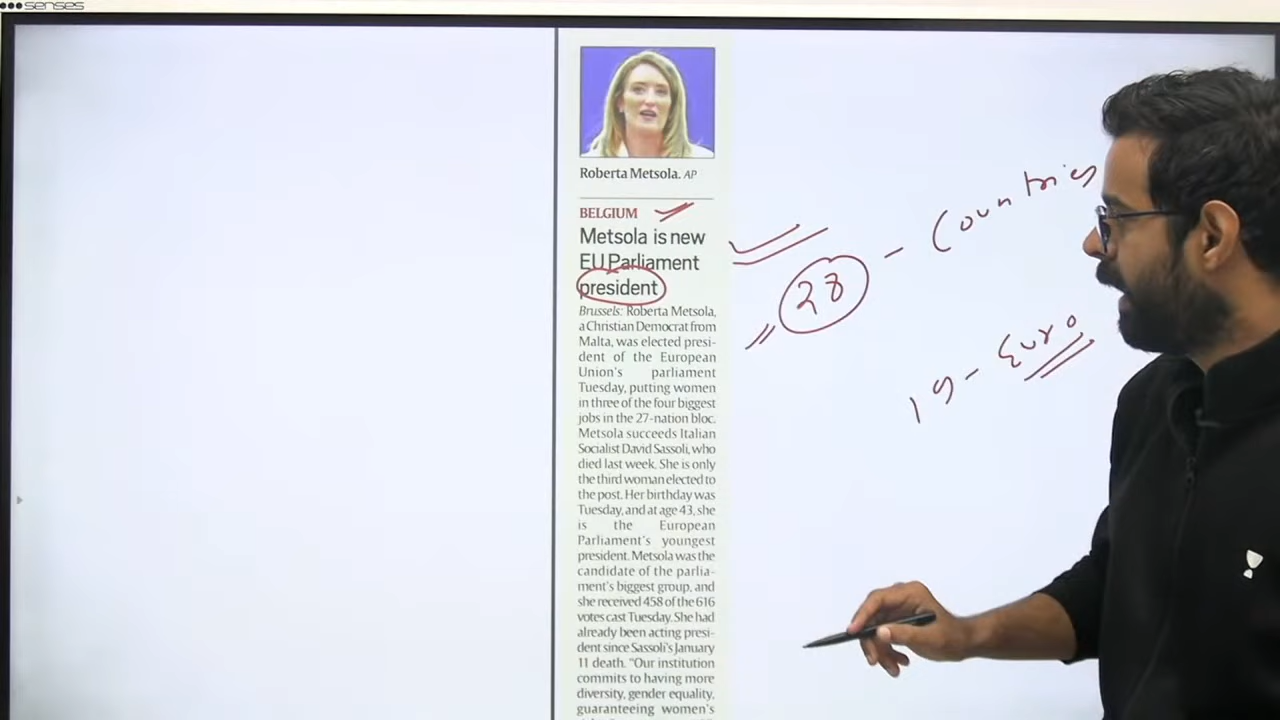 senses
Roberta Metsola. AP
BELGIUM
Metsola is new
EU Parliament
president
Brussels: Roberta Metsola,
a Christian Democrat from
Malta, was elected presi-
dent of the European
Union's parliament
Tuesday, putting women
in three of the four biggest
jobs in the 27-nation bloc.
Metsola succeeds Italian
Socialist David Sassoli, who
died last week. She is only
the third woman elected to
the post. Her birthday was
Tuesday, and at age 43, she
is the European
Parliament's youngest
president. Metsola was the
candidate of the parlia-
ment's biggest group, and
she received 458 of the 616
votes cast Tuesday. She had
already been acting presi-
dent since Sassoli's January
11 death. "Our institution
commits to having more
diversity, gender equality,
guaranteeing women's
28 - Countries
19 - Euro